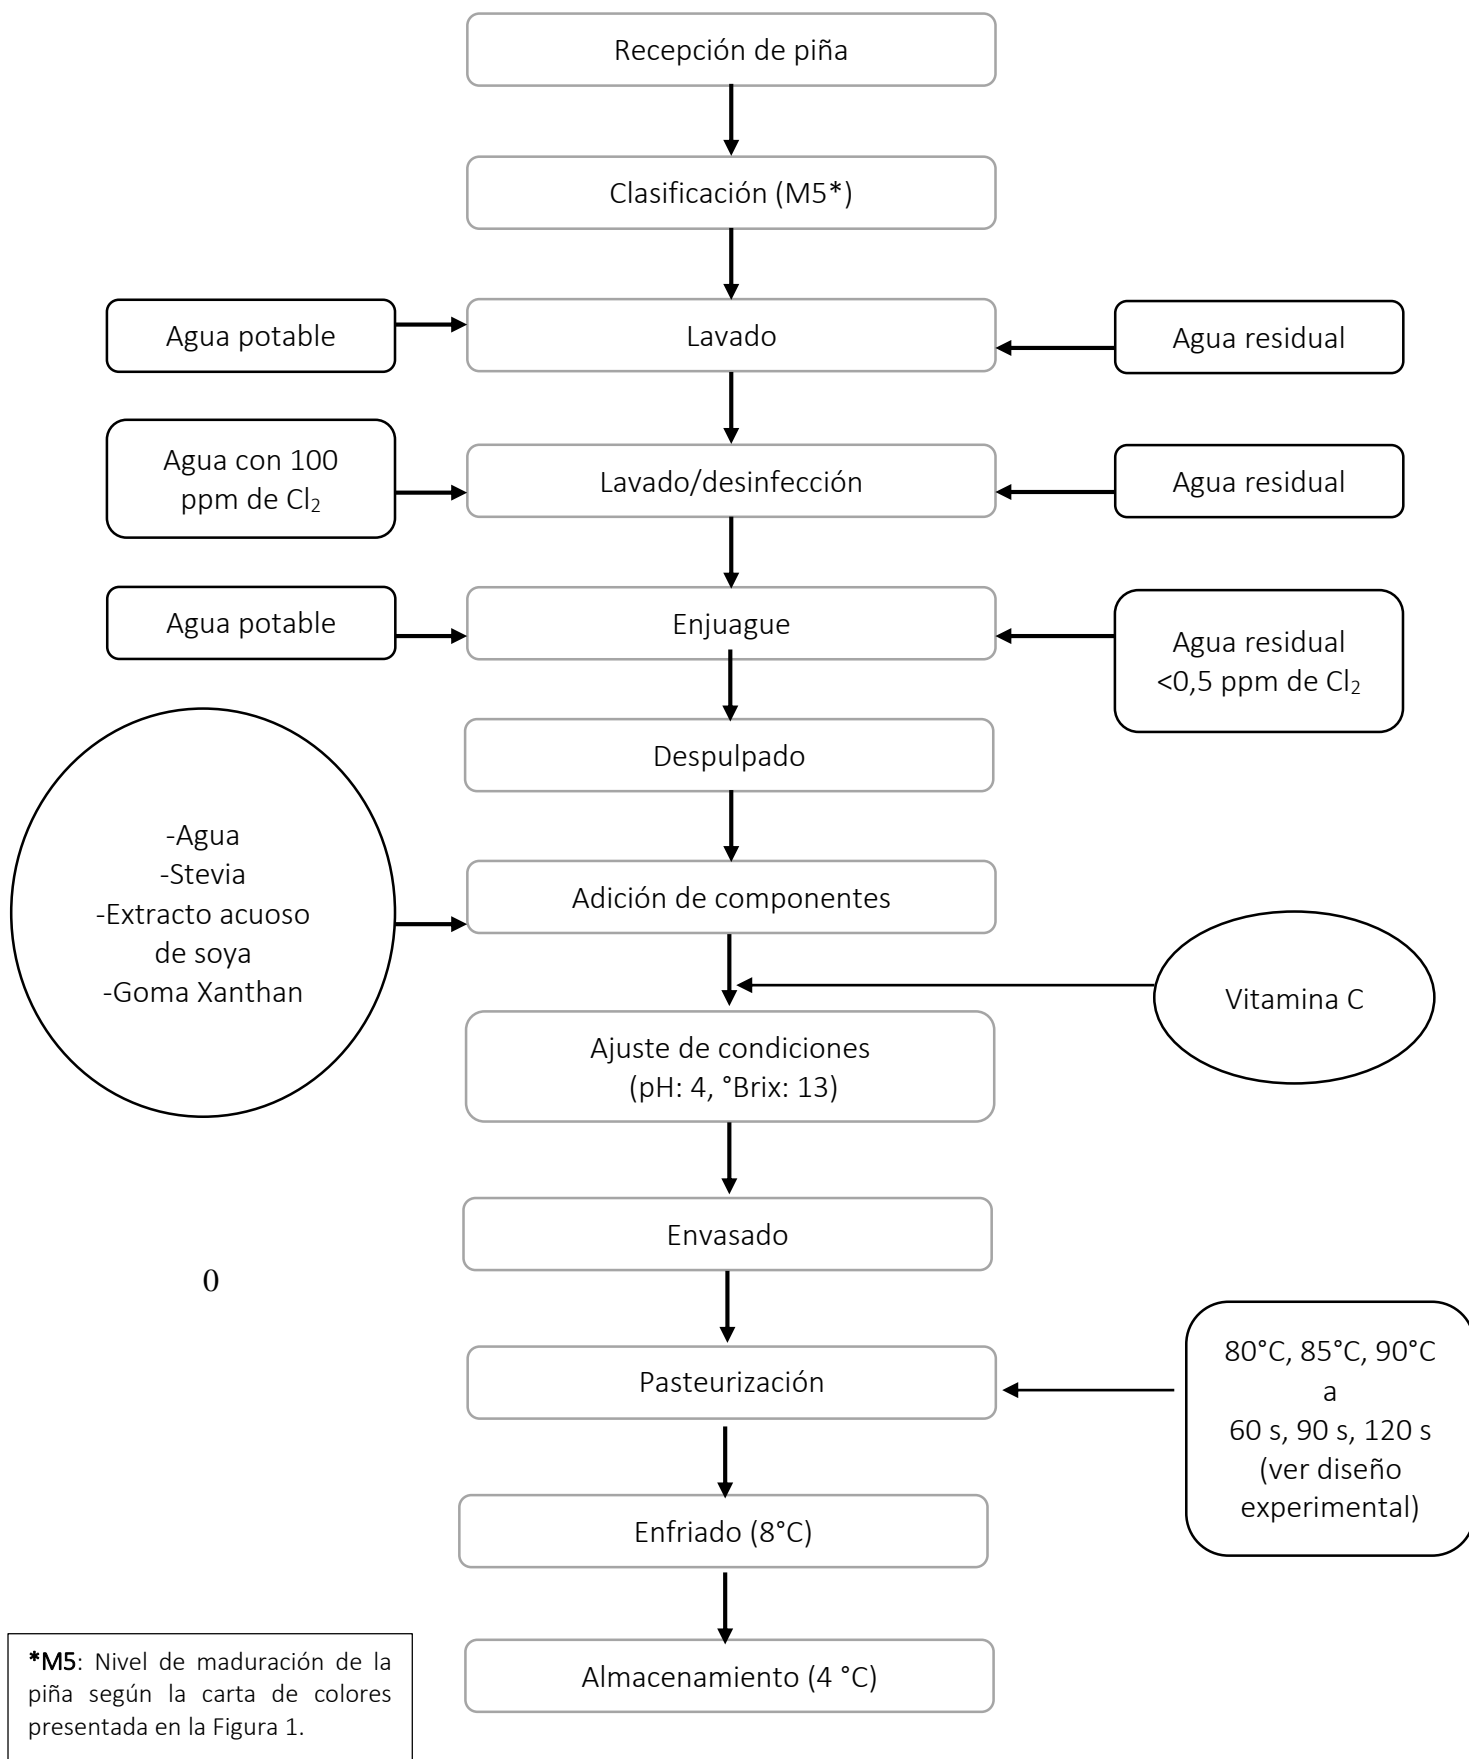 Recepción de piña
Clasificación (M5*)
Agua potable
Lavado
Agua residual
Agua con 100
ppm de Cl₂
Lavado/desinfección
Agua residual
Agua potable
Enjuague
Agua residual
<0,5 ppm de Cl₂
Despulpado
-Agua
-Stevia
-Extracto acuoso
de soya
-Goma Xanthan
Adición de componentes
Vitamina C
Ajuste de condiciones
(pH: 4, °Brix: 13)
Envasado
0
Pasteurización
80°C, 85°C, 90°C
a
60 s, 90 s, 120 s
(ver diseño
experimental)
Enfriado (8°C)
Almacenamiento (4 °C)
*M5: Nivel de maduración de la
piña según la carta de colores
presentada en la Figura 1.